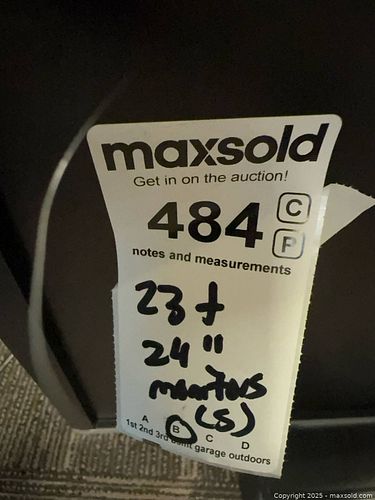 maxsold
Get in on the auction!
484 C
P
notes and measurements
23 +
24"
(5)
A B C D
1st 2nd 3rd bsmt garage outdoors
Copyright 2025 - maxsold.com